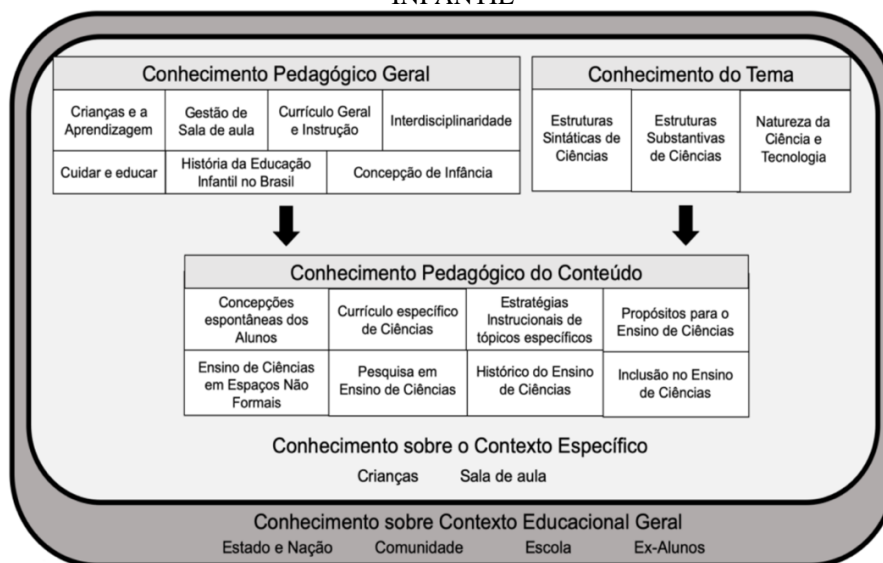 INFANTIL
Conhecimento Pedagógico Geral
Crianças e a
Aprendizagem
Gestão de
Sala de aula
Currículo Geral
e Instrução
Interdisciplinaridade
Cuidar e educar
História da Educação
Infantil no Brasil
Concepção de Infância
Conhecimento do Tema
Estruturas
Sintáticas de
Ciências
Estruturas
Substantivas
de Ciências
Natureza da
Ciência e
Tecnologia
Conhecimento Pedagógico do Conteúdo
Concepções
espontâneas dos
Alunos
Currículo específico
de Ciências
Estratégias
Instrucionais de
tópicos específicos
Propósitos para o
Ensino de Ciências
Ensino de Ciências
em Espaços Não
Formais
Pesquisa em
Ensino de Ciências
Histórico do Ensino
de Ciências
Inclusão no Ensino
de Ciências
Conhecimento sobre o Contexto Específico
Crianças Sala de aula
Conhecimento sobre Contexto Educacional Geral
Estado e Nação Comunidade Escola Ex-Alunos